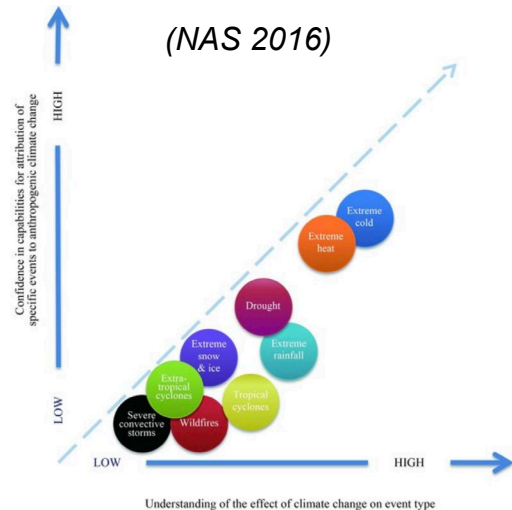 (NAS 2016)
Confidence in capabilities for attribution of
specific events to anthropogenic climate change
HIGH
LOW
Extreme
cold
Extreme
heat
Drought
Extreme
rainfall
Extreme
snow
& ice
Extra-
tropical
cyclones
Tropical
cyclones
Severe
convective
storms
Wildfires
LOW
HIGH
Understanding of the effect of climate change on event type